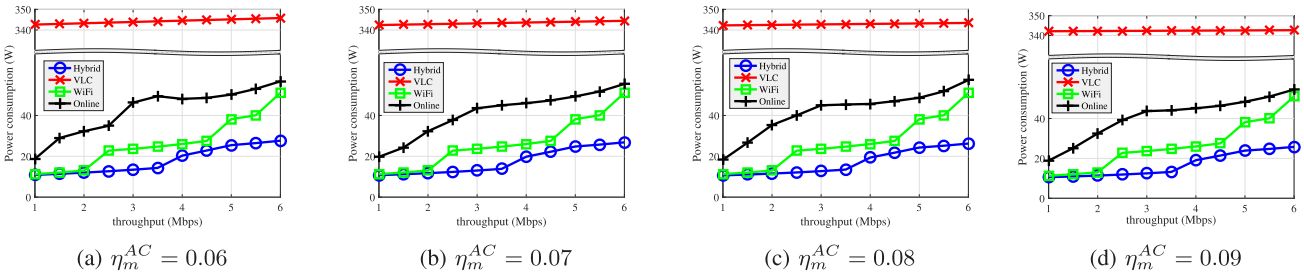 350
340
Power consumption (W)
Hybrid
VLC
WiFi
Online
40
20
0
1 2 3 4 5 6
throughput (Mbps)
(a) η_m^{AC} = 0.06
350
340
Power consumption (W)
Hybrid
VLC
WiFi
Online
40
20
0
1 2 3 4 5 6
throughput (Mbps)
(b) η_m^{AC} = 0.07
350
340
Power consumption (W)
Hybrid
VLC
WiFi
Online
40
20
0
1 2 3 4 5 6
throughput (Mbps)
(c) η_m^{AC} = 0.08
350
340
Power consumption (W)
Hybrid
VLC
WiFi
Online
40
20
0
1 2 3 4 5 6
throughput (Mbps)
(d) η_m^{AC} = 0.09